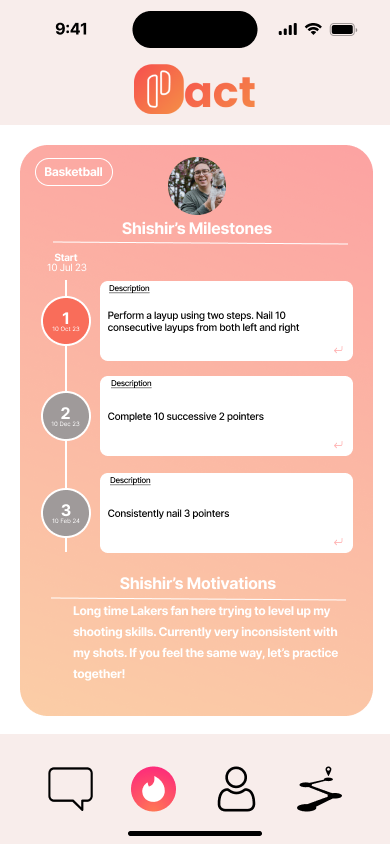 9:41
Pact
Basketball
Shishir's Milestones
Start
10 Jul 23
Description
1
10 Oct 23
Perform a layup using two steps. Nail 10
consecutive layups from both left and right
Description
2
10 Dec 23
Complete 10 successive 2 pointers
Description
3
10 Feb 24
Consistently nail 3 pointers
Shishir's Motivations
Long time Lakers fan here trying to level up my
shooting skills. Currently very inconsistent with
my shots. If you feel the same way, let's practice
together!